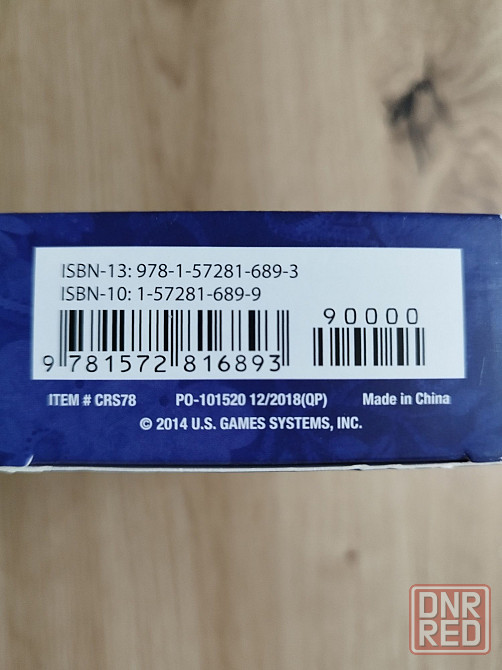 ISBN-13: 978-1-57281-689-3
ISBN-10: 1-57281-689-9
90000
9 781572 816893
ITEM # CRS78 PO-101520 12/2018(QP) Made in China
© 2014 U.S. GAMES SYSTEMS, INC.
DNR
RED